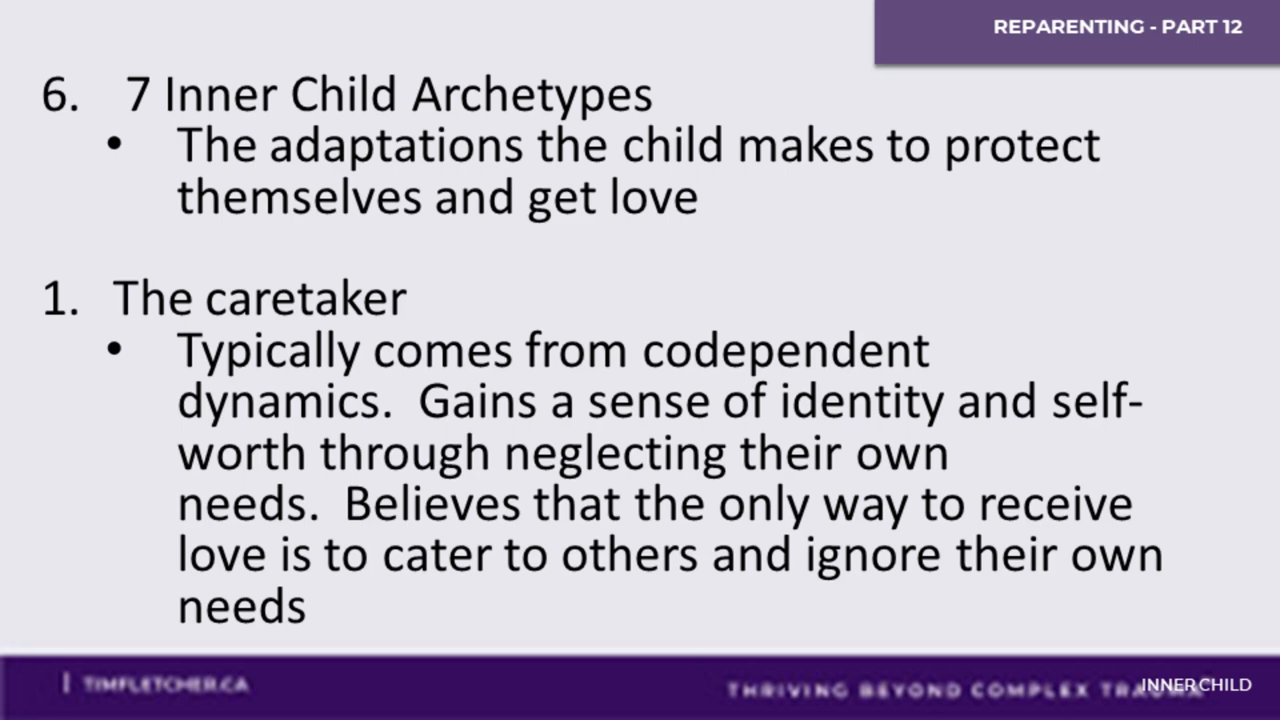 REPARENTING - PART 12
6. 7 Inner Child Archetypes
• The adaptations the child makes to protect
themselves and get love
1. The caretaker
• Typically comes from codependent
dynamics. Gains a sense of identity and self-
worth through neglecting their own
needs. Believes that the only way to receive
love is to cater to others and ignore their own
needs
| TIMFLETCHER.CA
THRIVING BEYOND COMPLEX TRAUMA
INNER CHILD